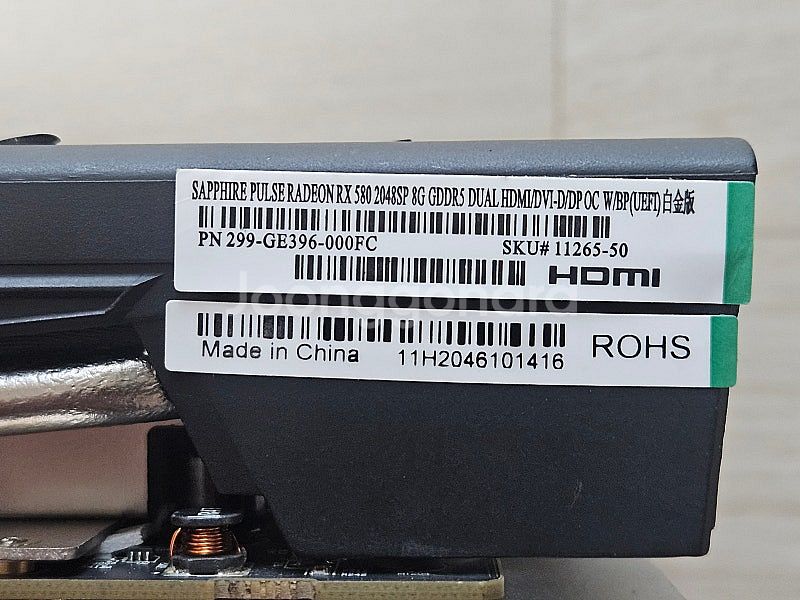 SAPPHIRE PULSE RADEON RX 580 2048SP 8G GDDR5 DUAL HDMI/DVI-D/DP OC W/BP(UEFI)白金版
PN 299-GE396-000FC SKU# 11265-50
HDMI
Joonggonara
Made in China 11H2046101416 ROHS